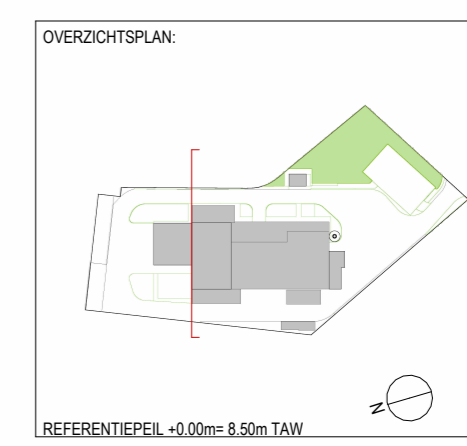 OVERZICHTSPLAN:
N
REFERENTIEPEIL +0.00m= 8.50m TAW